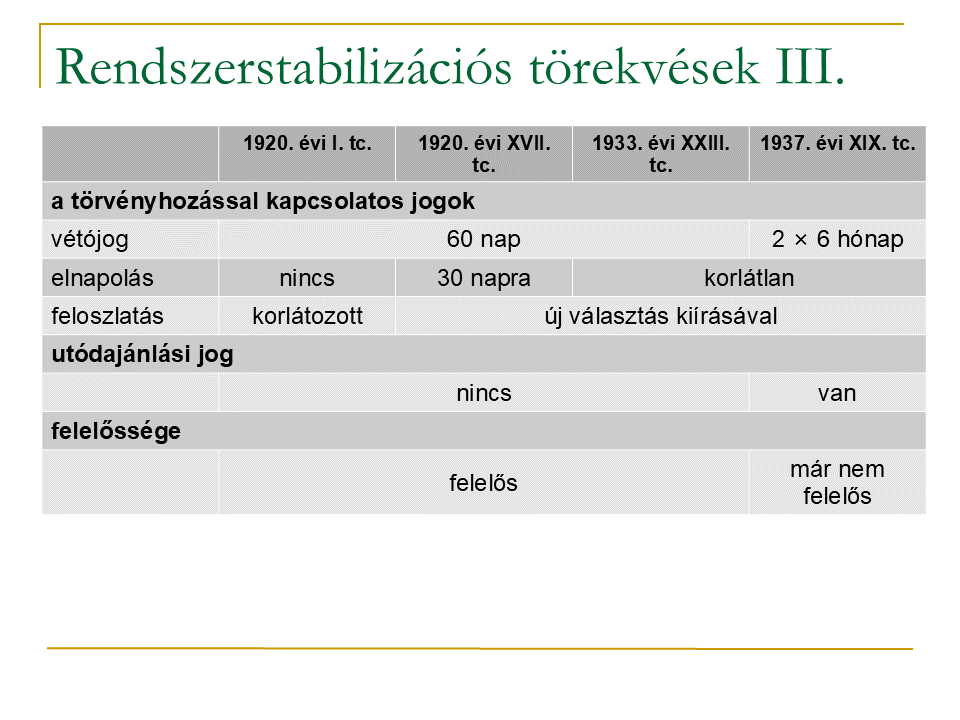 Rendszerstabilizációs törekvések III.
1920. évi I. tc. 1920. évi XVII. tc. 1933. évi XXIII. tc. 1937. évi XIX. tc.
a törvényhozással kapcsolatos jogok
vétójog 60 nap 2 × 6 hónap
elnapolás nincs 30 napra korlátlan
feloszlatás korlátozott új választás kiírásával
utódajánlási jog
nincs van
felelőssége
felelős már nem felelős